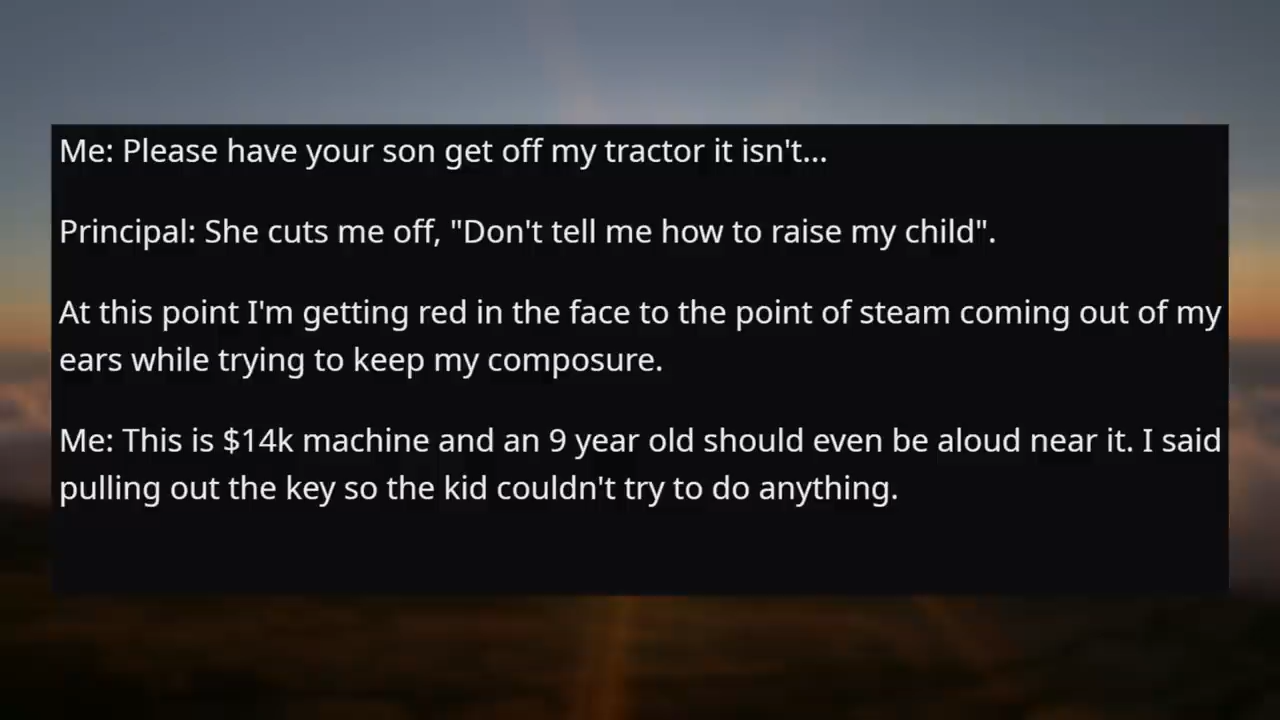 Me: Please have your son get off my tractor it isn't...
Principal: She cuts me off, "Don't tell me how to raise my child".
At this point I'm getting red in the face to the point of steam coming out of my
ears while trying to keep my composure.
Me: This is $14k machine and an 9 year old should even be aloud near it. I said
pulling out the key so the kid couldn't try to do anything.